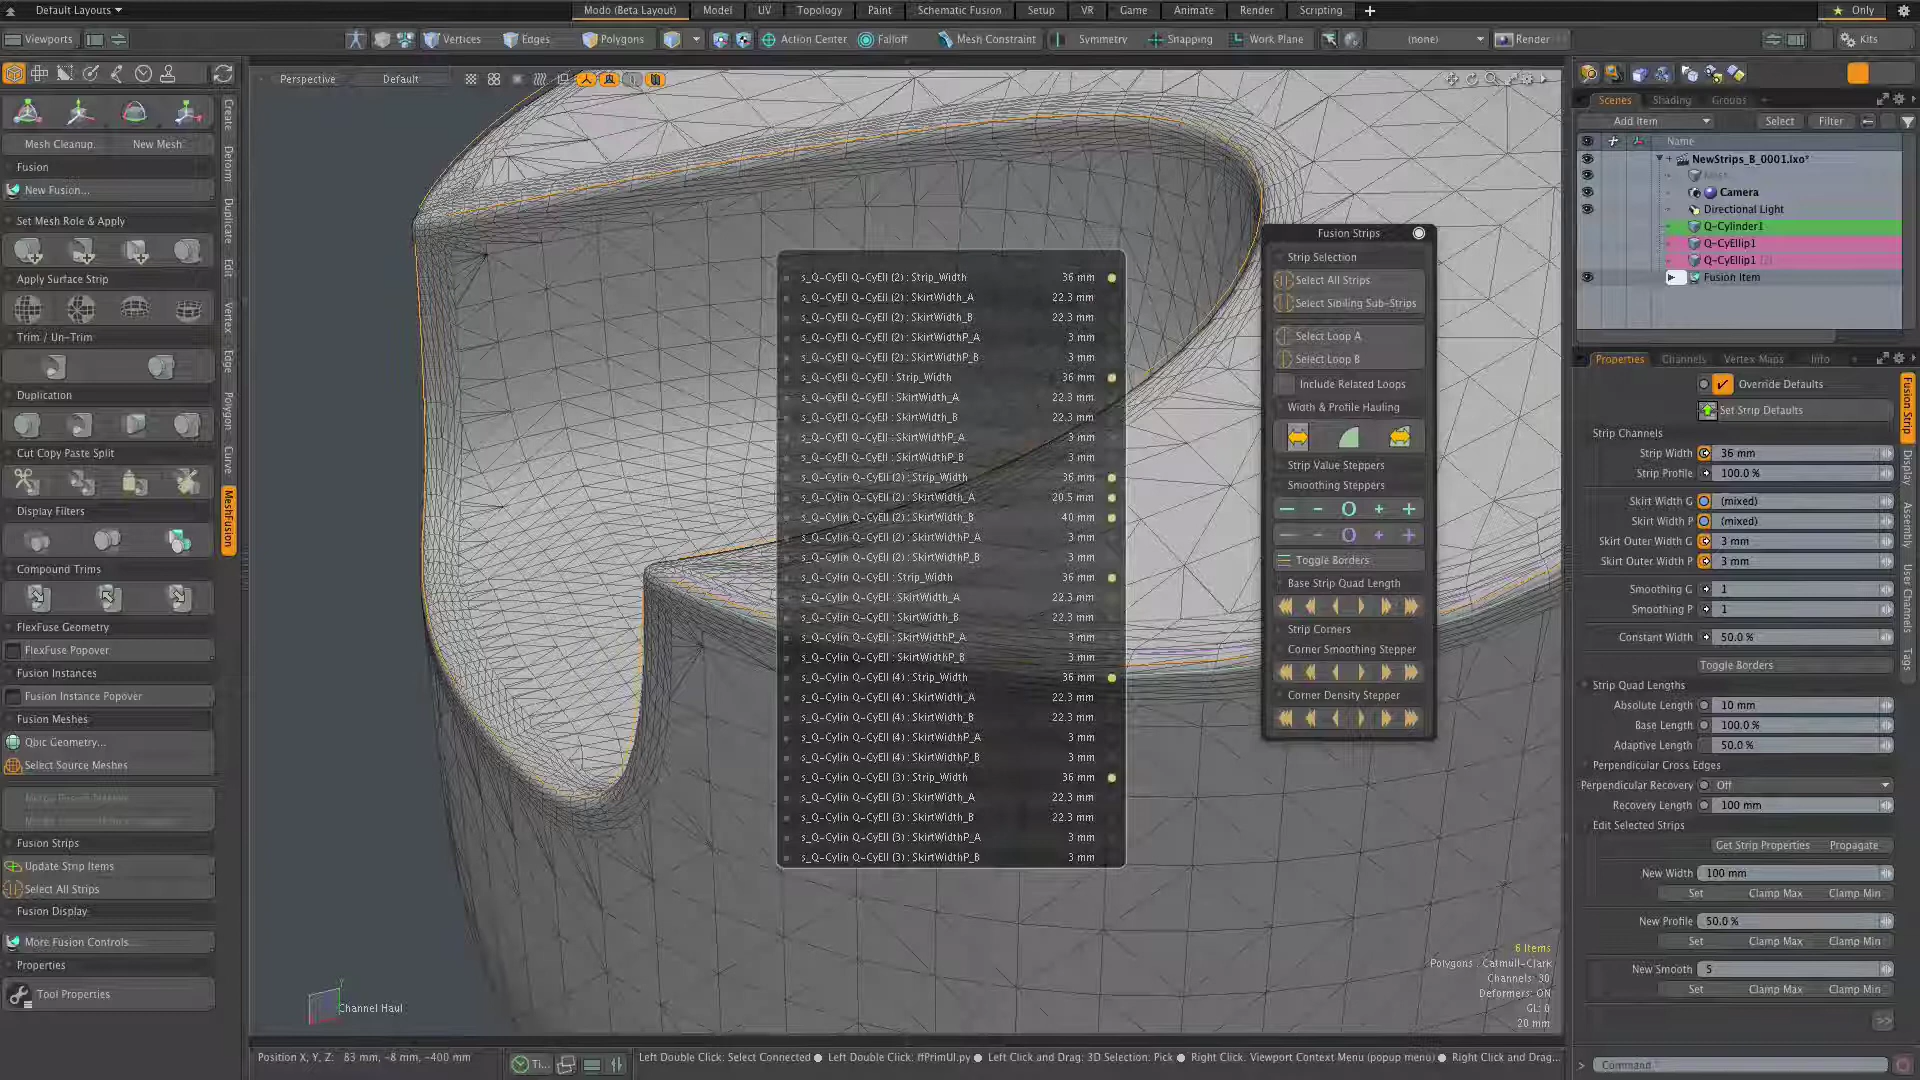 Default Layouts
Modo (Beta Layout)
Model
UV
Topology
Paint
Schematic Fusion
Setup
VR
Game
Animate
Render
Scripting
Only
Viewports
Vertices
Edges
Polygons
Action Center
Falloff
Mesh Constraint
Symmetry
Snapping
Work Plane
(none)
Render
Kits
Perspective
Default
Mesh Cleanup.
New Mesh
Fusion
New Fusion...
Set Mesh Role & Apply
Apply Surface Strip
Trim / Un-Trim
Duplication
Cut Copy Paste Split
Display Filters
Compound Trims
FlexFuse Geometry
FlexFuse Popover
Fusion Instances
Fusion Instance Popover
Fusion Meshes
Qbic Geometry...
Select Source Meshes
Fusion Strips
Update Strip Items
Select All Strips
Fusion Display
More Fusion Controls...
Properties
Tool Properties
Create
Deform
Duplicate
Edit
Vertex
Edge
Polygon
Curve
MeshFusion
s_Q-CyEll Q-CyEll (2) : Strip_Width 36 mm
s_Q-CyEll Q-CyEll (2) : SkirtWidth_A 22.3 mm
s_Q-CyEll Q-CyEll (2) : SkirtWidth_B 22.3 mm
s_Q-CyEll Q-CyEll (2) : SkirtWidthP_A 3 mm
s_Q-CyEll Q-CyEll (2) : SkirtWidthP_B 3 mm
s_Q-CyEll Q-CyEll : Strip_Width 36 mm
s_Q-CyEll Q-CyEll : SkirtWidth_A 22.3 mm
s_Q-CyEll Q-CyEll : SkirtWidth_B 22.3 mm
s_Q-CyEll Q-CyEll : SkirtWidthP_A 3 mm
s_Q-CyEll Q-CyEll : SkirtWidthP_B 3 mm
s_Q-Cylin Q-CyEll (2) : Strip_Width 36 mm
s_Q-Cylin Q-CyEll (2) : SkirtWidth_A 20.5 mm
s_Q-Cylin Q-CyEll (2) : SkirtWidth_B 40 mm
s_Q-Cylin Q-CyEll (2) : SkirtWidthP_A 3 mm
s_Q-Cylin Q-CyEll (2) : SkirtWidthP_B 3 mm
s_Q-Cylin Q-CyEll : Strip_Width 36 mm
s_Q-Cylin Q-CyEll : SkirtWidth_A 22.3 mm
s_Q-Cylin Q-CyEll : SkirtWidth_B 22.3 mm
s_Q-Cylin Q-CyEll : SkirtWidthP_A 3 mm
s_Q-Cylin Q-CyEll : SkirtWidthP_B 3 mm
s_Q-Cylin Q-CyEll (4) : Strip_Width 36 mm
s_Q-Cylin Q-CyEll (4) : SkirtWidth_A 22.3 mm
s_Q-Cylin Q-CyEll (4) : SkirtWidth_B 22.3 mm
s_Q-Cylin Q-CyEll (4) : SkirtWidthP_A 3 mm
s_Q-Cylin Q-CyEll (4) : SkirtWidthP_B 3 mm
s_Q-Cylin Q-CyEll (3) : Strip_Width 36 mm
s_Q-Cylin Q-CyEll (3) : SkirtWidth_A 22.3 mm
s_Q-Cylin Q-CyEll (3) : SkirtWidth_B 22.3 mm
s_Q-Cylin Q-CyEll (3) : SkirtWidthP_A 3 mm
s_Q-Cylin Q-CyEll (3) : SkirtWidthP_B 3 mm
Fusion Strips
Strip Selection
Select All Strips
Select Sibiling Sub-Strips
Select Loop A
Select Loop B
Include Related Loops
Width & Profile Hauling
Strip Value Steppers
Smoothing Steppers
Toggle Borders
Base Strip Quad Length
Strip Corners
Corner Smoothing Stepper
Corner Density Stepper
6 Items
Polygons : Catmull-Clark
Channels: 30
Deformers: ON
GL: 0
20 mm
Channel Haul
Scenes
Shading
Groups
Add Item
Select
Filter
Name
NewStrips_B_0001.lxo*
Camera
Directional Light
Q-Cylinder1
Q-CyEllip1
Q-CyEllip1 (2)
Fusion Item
Properties
Channels
Vertex Maps
Info
Override Defaults
Set Strip Defaults
Strip Channels
Strip Width 36 mm
Strip Profile 100.0 %
Skirt Width G (mixed)
Skirt Width P (mixed)
Skirt Outer Width G 3 mm
Skirt Outer Width P 3 mm
Smoothing G 1
Smoothing P 1
Constant Width 50.0 %
Toggle Borders
Strip Quad Lengths
Absolute Length 10 mm
Base Length 100.0 %
Adaptive Length 50.0 %
Perpendicular Cross Edges
Perpendicular Recovery Off
Recovery Length 100 mm
Edit Selected Strips
Get Strip Properties
Propagate
New Width 100 mm
Set Clamp Max Clamp Min
New Profile 50.0 %
Set Clamp Max Clamp Min
New Smooth 5
Set Clamp Max Clamp Min
>>
Fusion Strip
Display
Assembly
User Channels
Tags
Position X, Y, Z: 83 mm, -8 mm, -400 mm
Ti...
Left Double Click: Select Connected ● Left Double Click: ffPrimUI.py ● Left Click and Drag: 3D Selection: Pick ● Right Click: Viewport Context Menu (popup menu) ● Right Click and Drag...
> Command